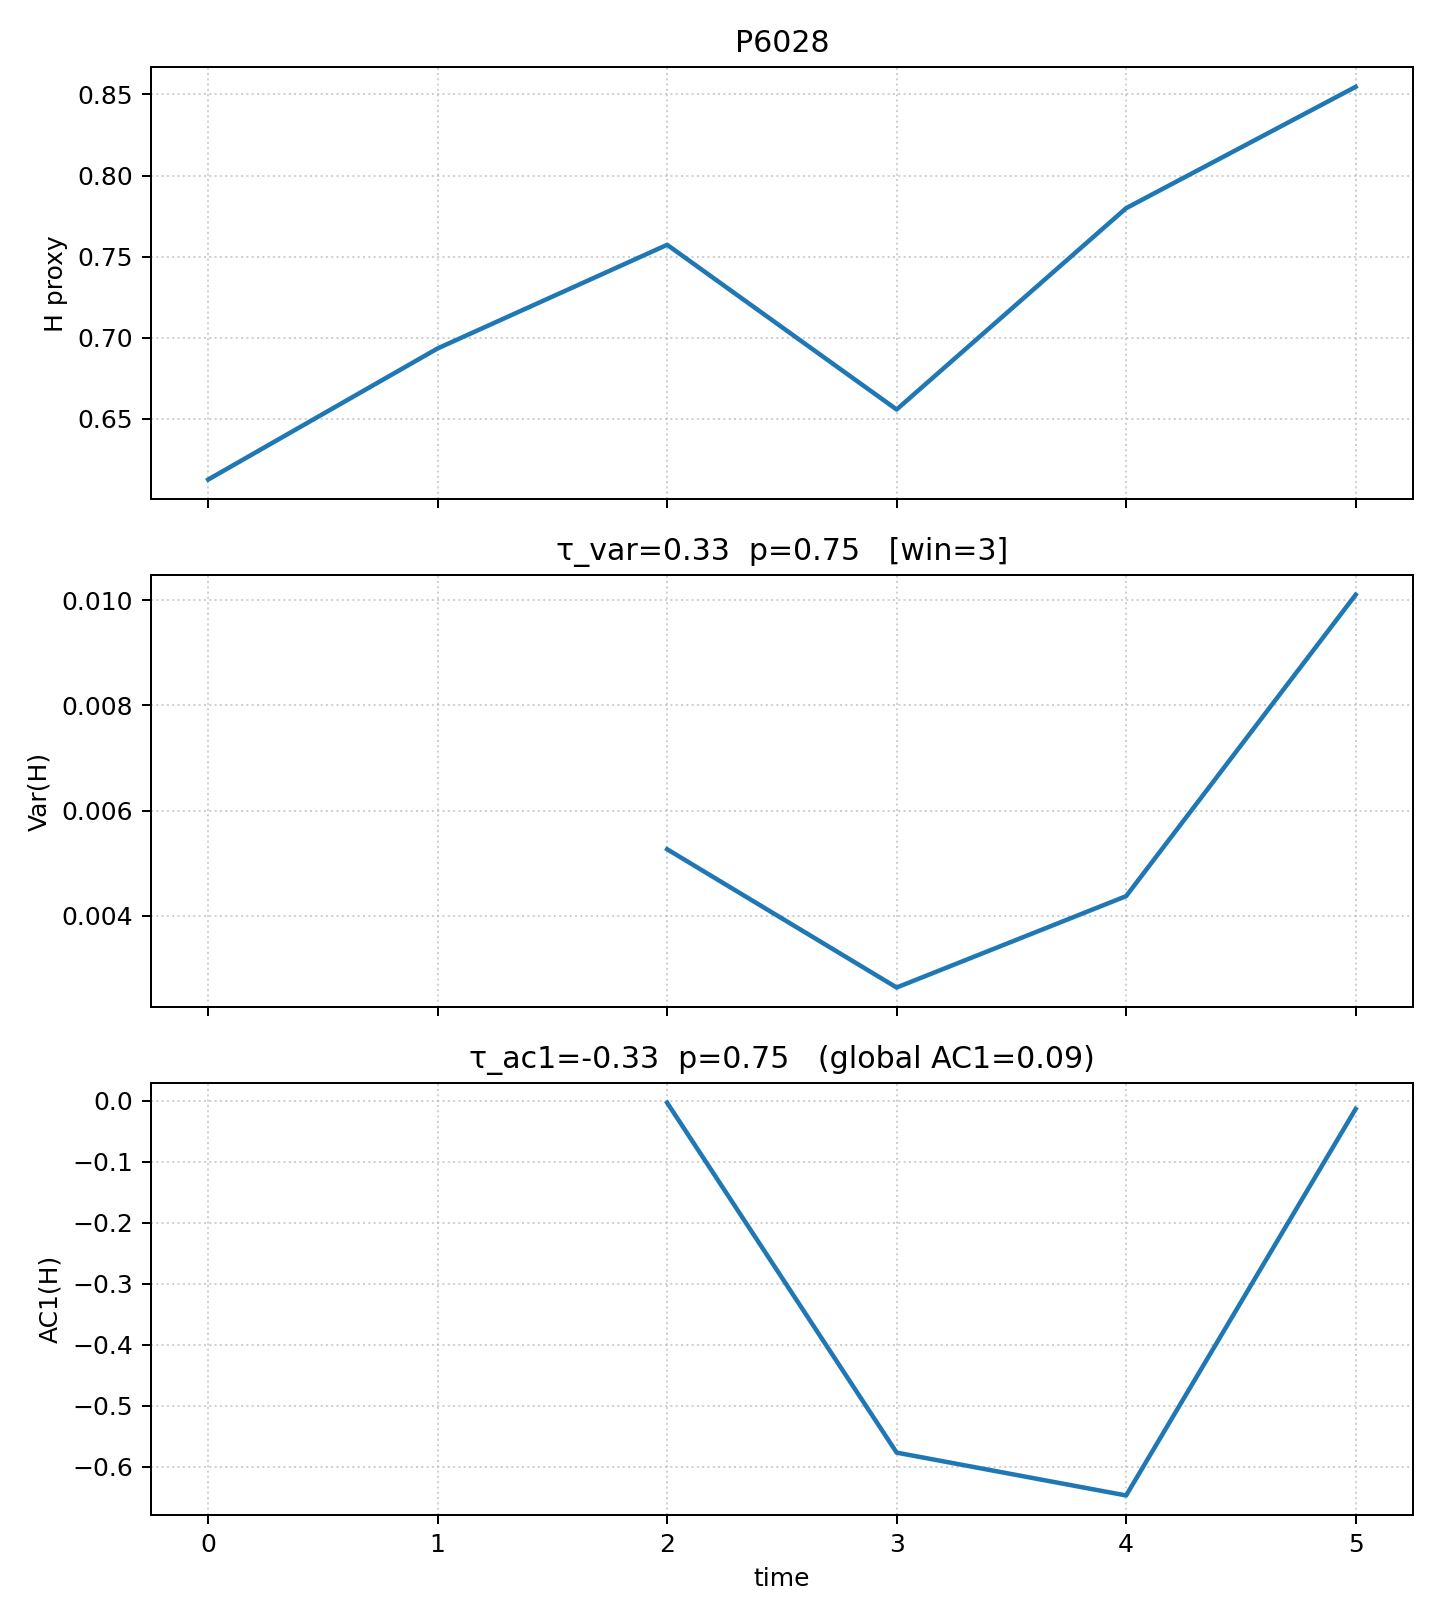 P6028
0.85
0.80
0.75
0.70
0.65
H proxy
τ_var=0.33  p=0.75   [win=3]
0.010
0.008
0.006
0.004
Var(H)
τ_ac1=-0.33  p=0.75   (global AC1=0.09)
0.0
−0.1
−0.2
−0.3
−0.4
−0.5
−0.6
AC1(H)
0 1 2 3 4 5
time